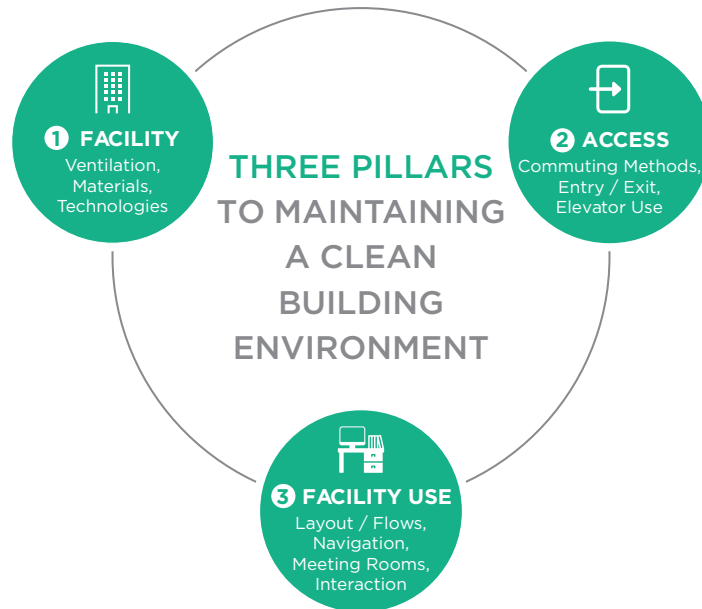 1 FACILITY
Ventilation,
Materials,
Technologies
2 ACCESS
Commuting Methods,
Entry / Exit,
Elevator Use
THREE PILLARS
TO MAINTAINING
A CLEAN
BUILDING
ENVIRONMENT
3 FACILITY USE
Layout / Flows,
Navigation,
Meeting Rooms,
Interaction